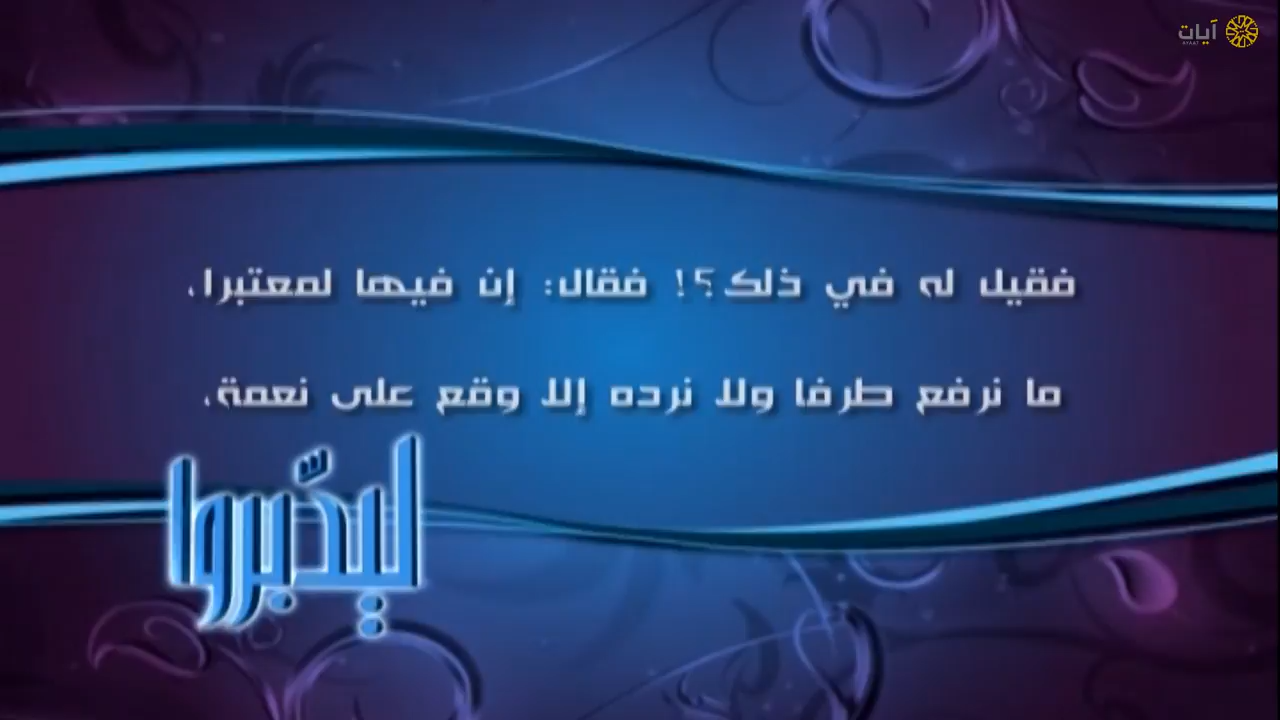 آيات
AYAAT
فقيل له في ذلك؟! فقال: إن فيها لمعتبرا،
ما نرفع طرفا ولا نرده إلا وقع على نعمة،
ليدّبروا